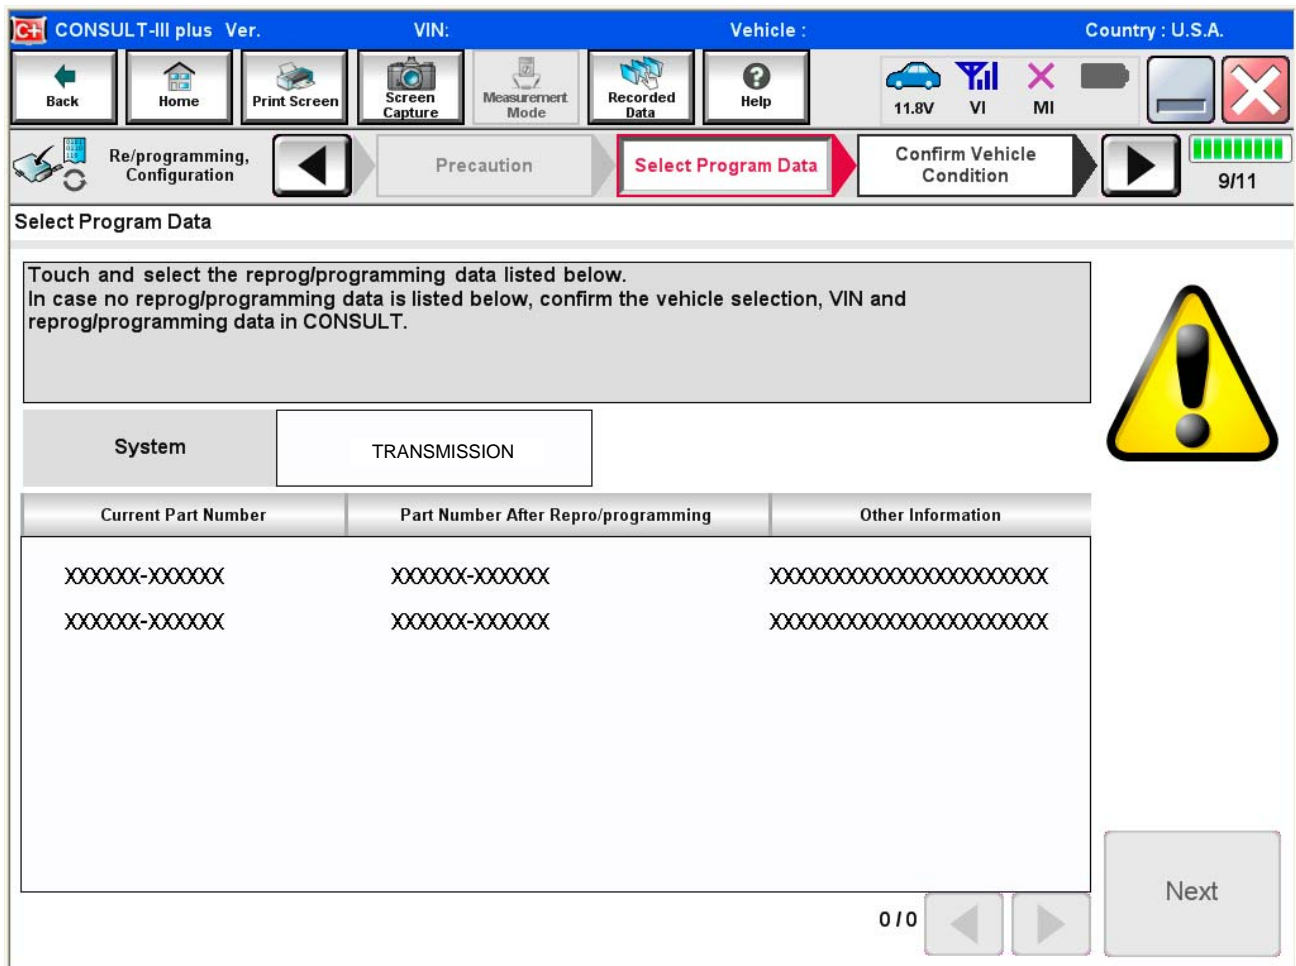 C+ CONSULT-III plus Ver. VIN: Vehicle : Country : U.S.A.
Back Home Print Screen Screen Capture Measurement Mode Recorded Data Help 11.8V VI MI
Re/programming, Configuration Precaution Select Program Data Confirm Vehicle Condition 9/11
Select Program Data
Touch and select the reprog/programming data listed below.
In case no reprog/programming data is listed below, confirm the vehicle selection, VIN and
reprog/programming data in CONSULT.
System TRANSMISSION
Current Part Number Part Number After Repro/programming Other Information
XXXXXX-XXXXXX XXXXXX-XXXXXX XXXXXXXXXXXXXXXXXXXXXX
XXXXXX-XXXXXX XXXXXX-XXXXXX XXXXXXXXXXXXXXXXXXXXXX
Next
0/0